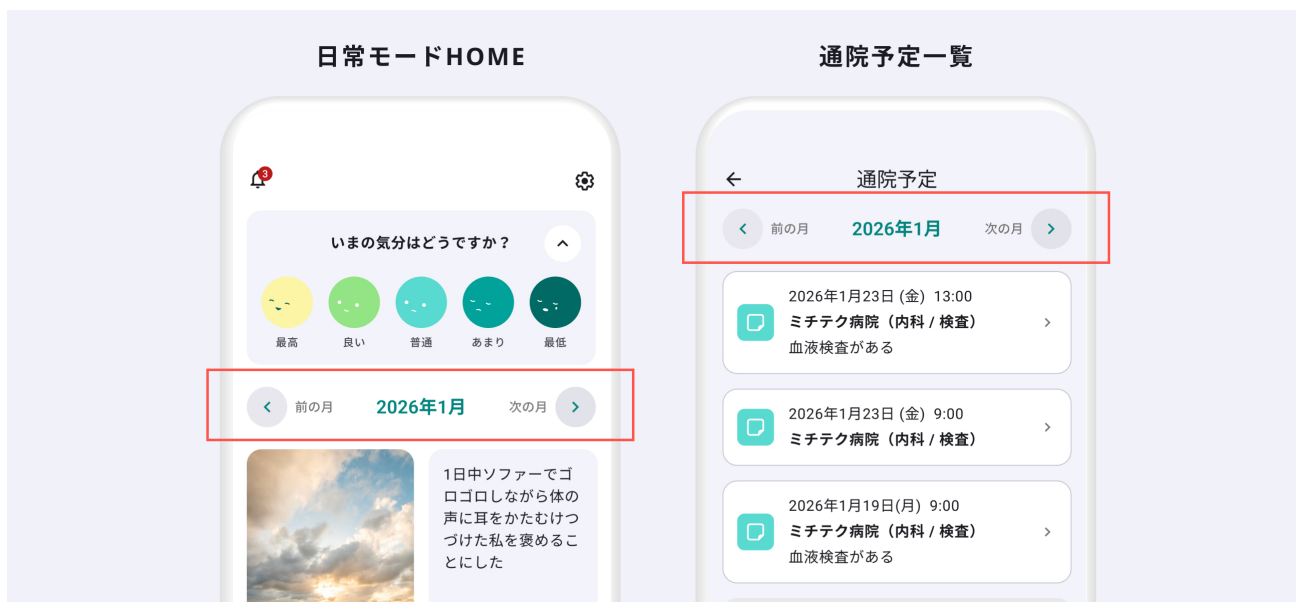 日常モードHOME
3
いまの気分はどうですか？
最高
良い
普通
あまり
最低
前の月
2026年1月
次の月
1日中ソファーでゴ
ロゴロしながら体の
声に耳をかたむけつ
づけた私を褒めるこ
とにした
通院予定一覧
通院予定
前の月
2026年1月
次の月
2026年1月23日 (金) 13:00
ミチテク病院（内科 / 検査）
血液検査がある
2026年1月23日 (金) 9:00
ミチテク病院（内科 / 検査）
2026年1月19日(月) 9:00
ミチテク病院（内科 / 検査）
血液検査がある